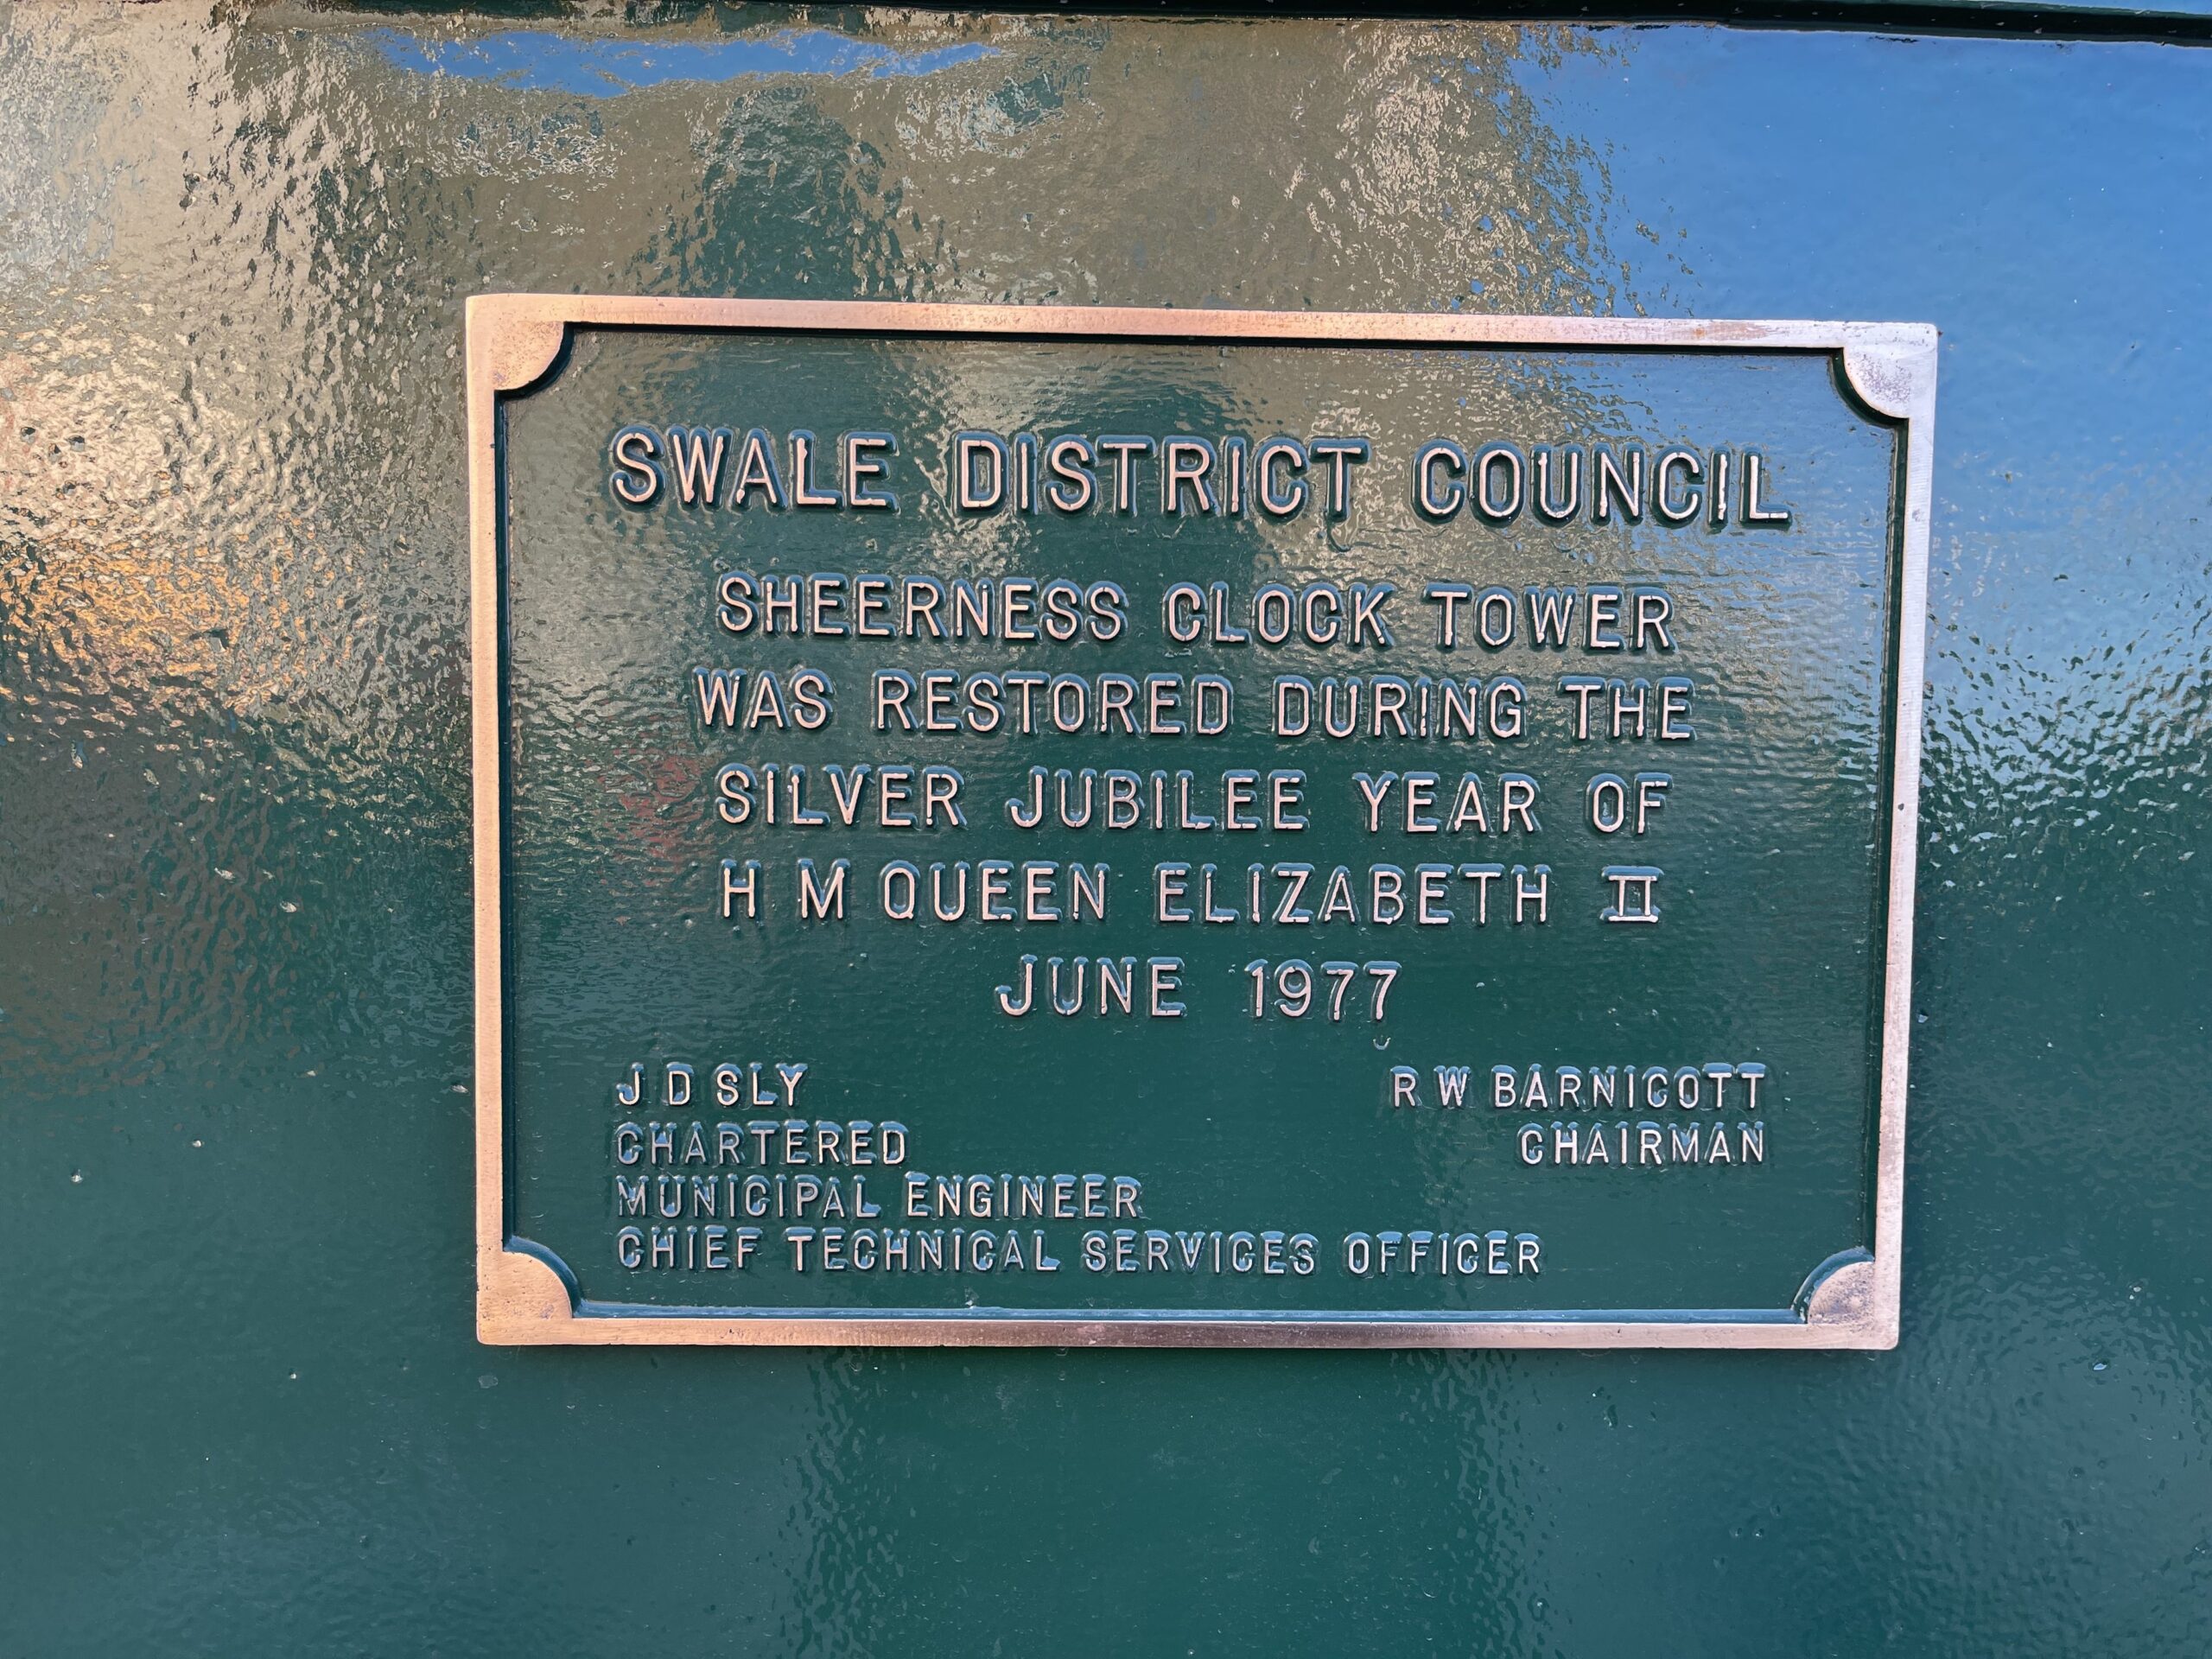 SWALE DISTRICT COUNCIL
SHEERNESS CLOCK TOWER
WAS RESTORED DURING THE
SILVER JUBILEE YEAR OF
H M QUEEN ELIZABETH II
JUNE 1977
J D SLY R W BARNICOTT
CHARTERED CHAIRMAN
MUNICIPAL ENGINEER
CHIEF TECHNICAL SERVICES OFFICER